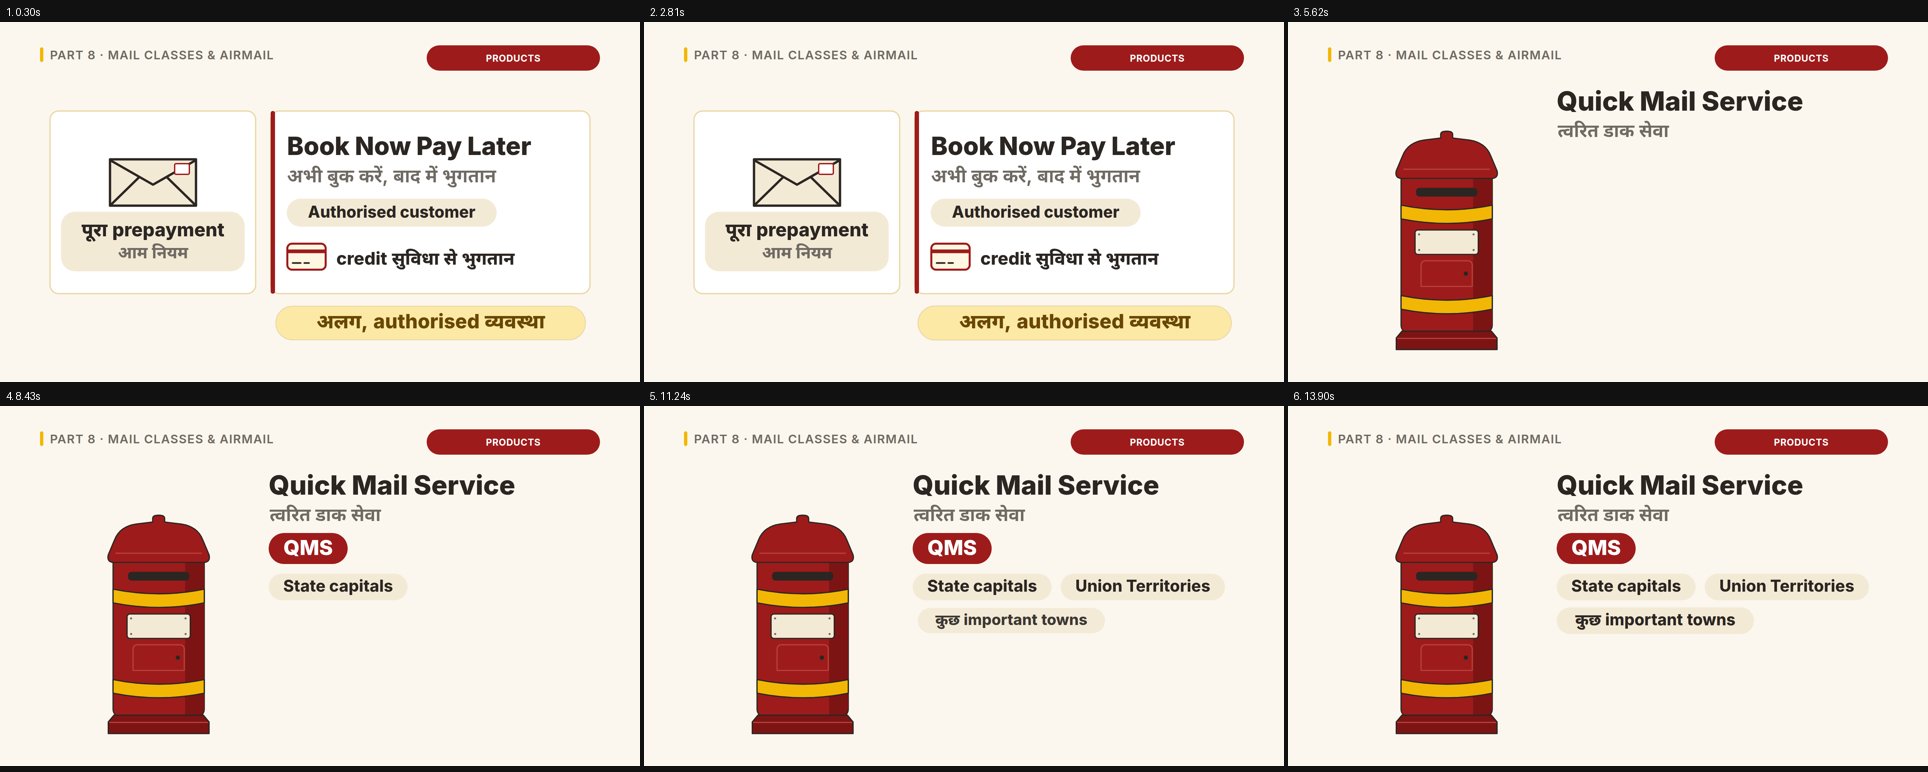 1. 0.30s
PART 8 · MAIL CLASSES & AIRMAIL
PRODUCTS
पूरा prepayment
आम नियम
Book Now Pay Later
अभी बुक करें, बाद में भुगतान
Authorised customer
credit सुविधा से भुगतान
अलग, authorised व्यवस्था
2. 2.81s
PART 8 · MAIL CLASSES & AIRMAIL
PRODUCTS
पूरा prepayment
आम नियम
Book Now Pay Later
अभी बुक करें, बाद में भुगतान
Authorised customer
credit सुविधा से भुगतान
अलग, authorised व्यवस्था
3. 5.62s
PART 8 · MAIL CLASSES & AIRMAIL
PRODUCTS
Quick Mail Service
त्वरित डाक सेवा
4. 8.43s
PART 8 · MAIL CLASSES & AIRMAIL
PRODUCTS
Quick Mail Service
त्वरित डाक सेवा
QMS
State capitals
5. 11.24s
PART 8 · MAIL CLASSES & AIRMAIL
PRODUCTS
Quick Mail Service
त्वरित डाक सेवा
QMS
State capitals Union Territories
कुछ important towns
6. 13.90s
PART 8 · MAIL CLASSES & AIRMAIL
PRODUCTS
Quick Mail Service
त्वरित डाक सेवा
QMS
State capitals Union Territories
कुछ important towns